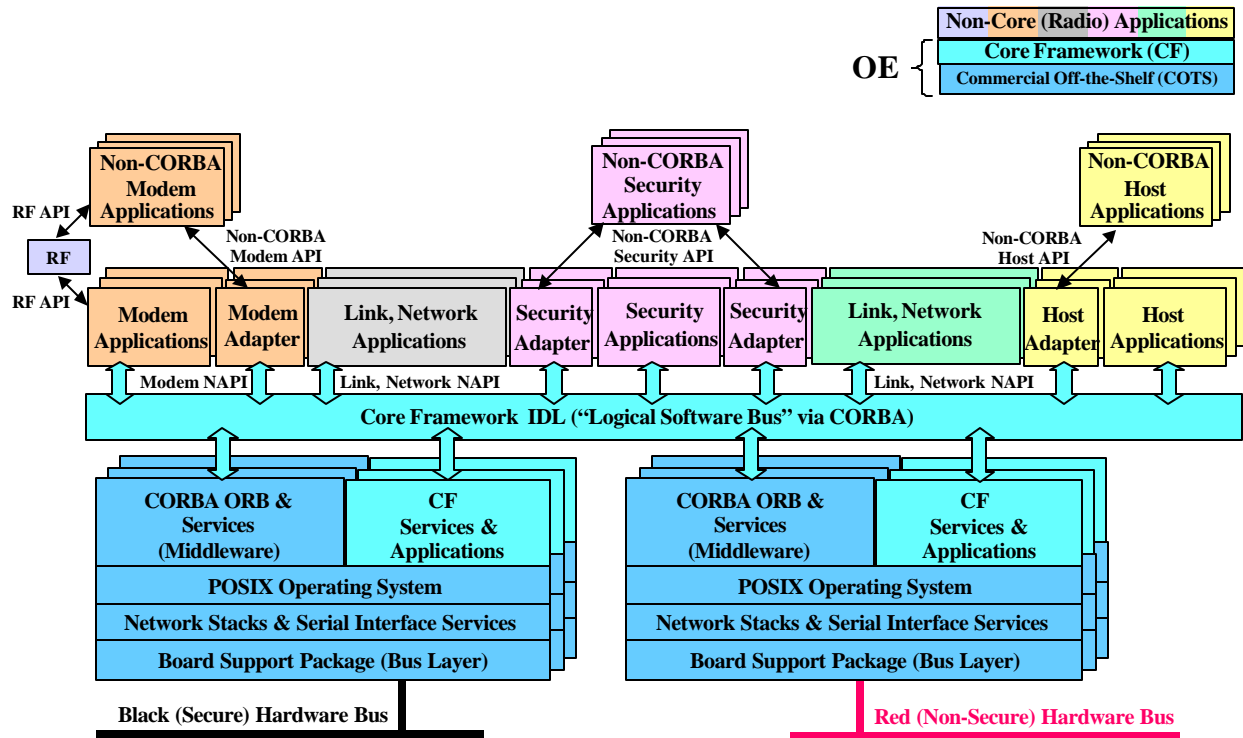 Non-Core (Radio) Applications
Core Framework (CF)
OE
Commercial Off-the-Shelf (COTS)
Non-CORBA
Modem
Applications
Non-CORBA
Security
Applications
Non-CORBA
Host
Applications
RF API
RF
RF API
Non-CORBA
Modem API
Non-CORBA
Security API
Non-CORBA
Host API
Modem
Applications
Modem
Adapter
Link, Network
Applications
Security
Adapter
Security
Applications
Security
Adapter
Link, Network
Applications
Host
Adapter
Host
Applications
Modem NAPI
Link, Network NAPI
Link, Network NAPI
Core Framework IDL (“Logical Software Bus” via CORBA)
CORBA ORB &
Services
(Middleware)
CF
Services &
Applications
POSIX Operating System
Network Stacks & Serial Interface Services
Board Support Package (Bus Layer)
CORBA ORB &
Services
(Middleware)
CF
Services &
Applications
POSIX Operating System
Network Stacks & Serial Interface Services
Board Support Package (Bus Layer)
Black (Secure) Hardware Bus
Red (Non-Secure) Hardware Bus